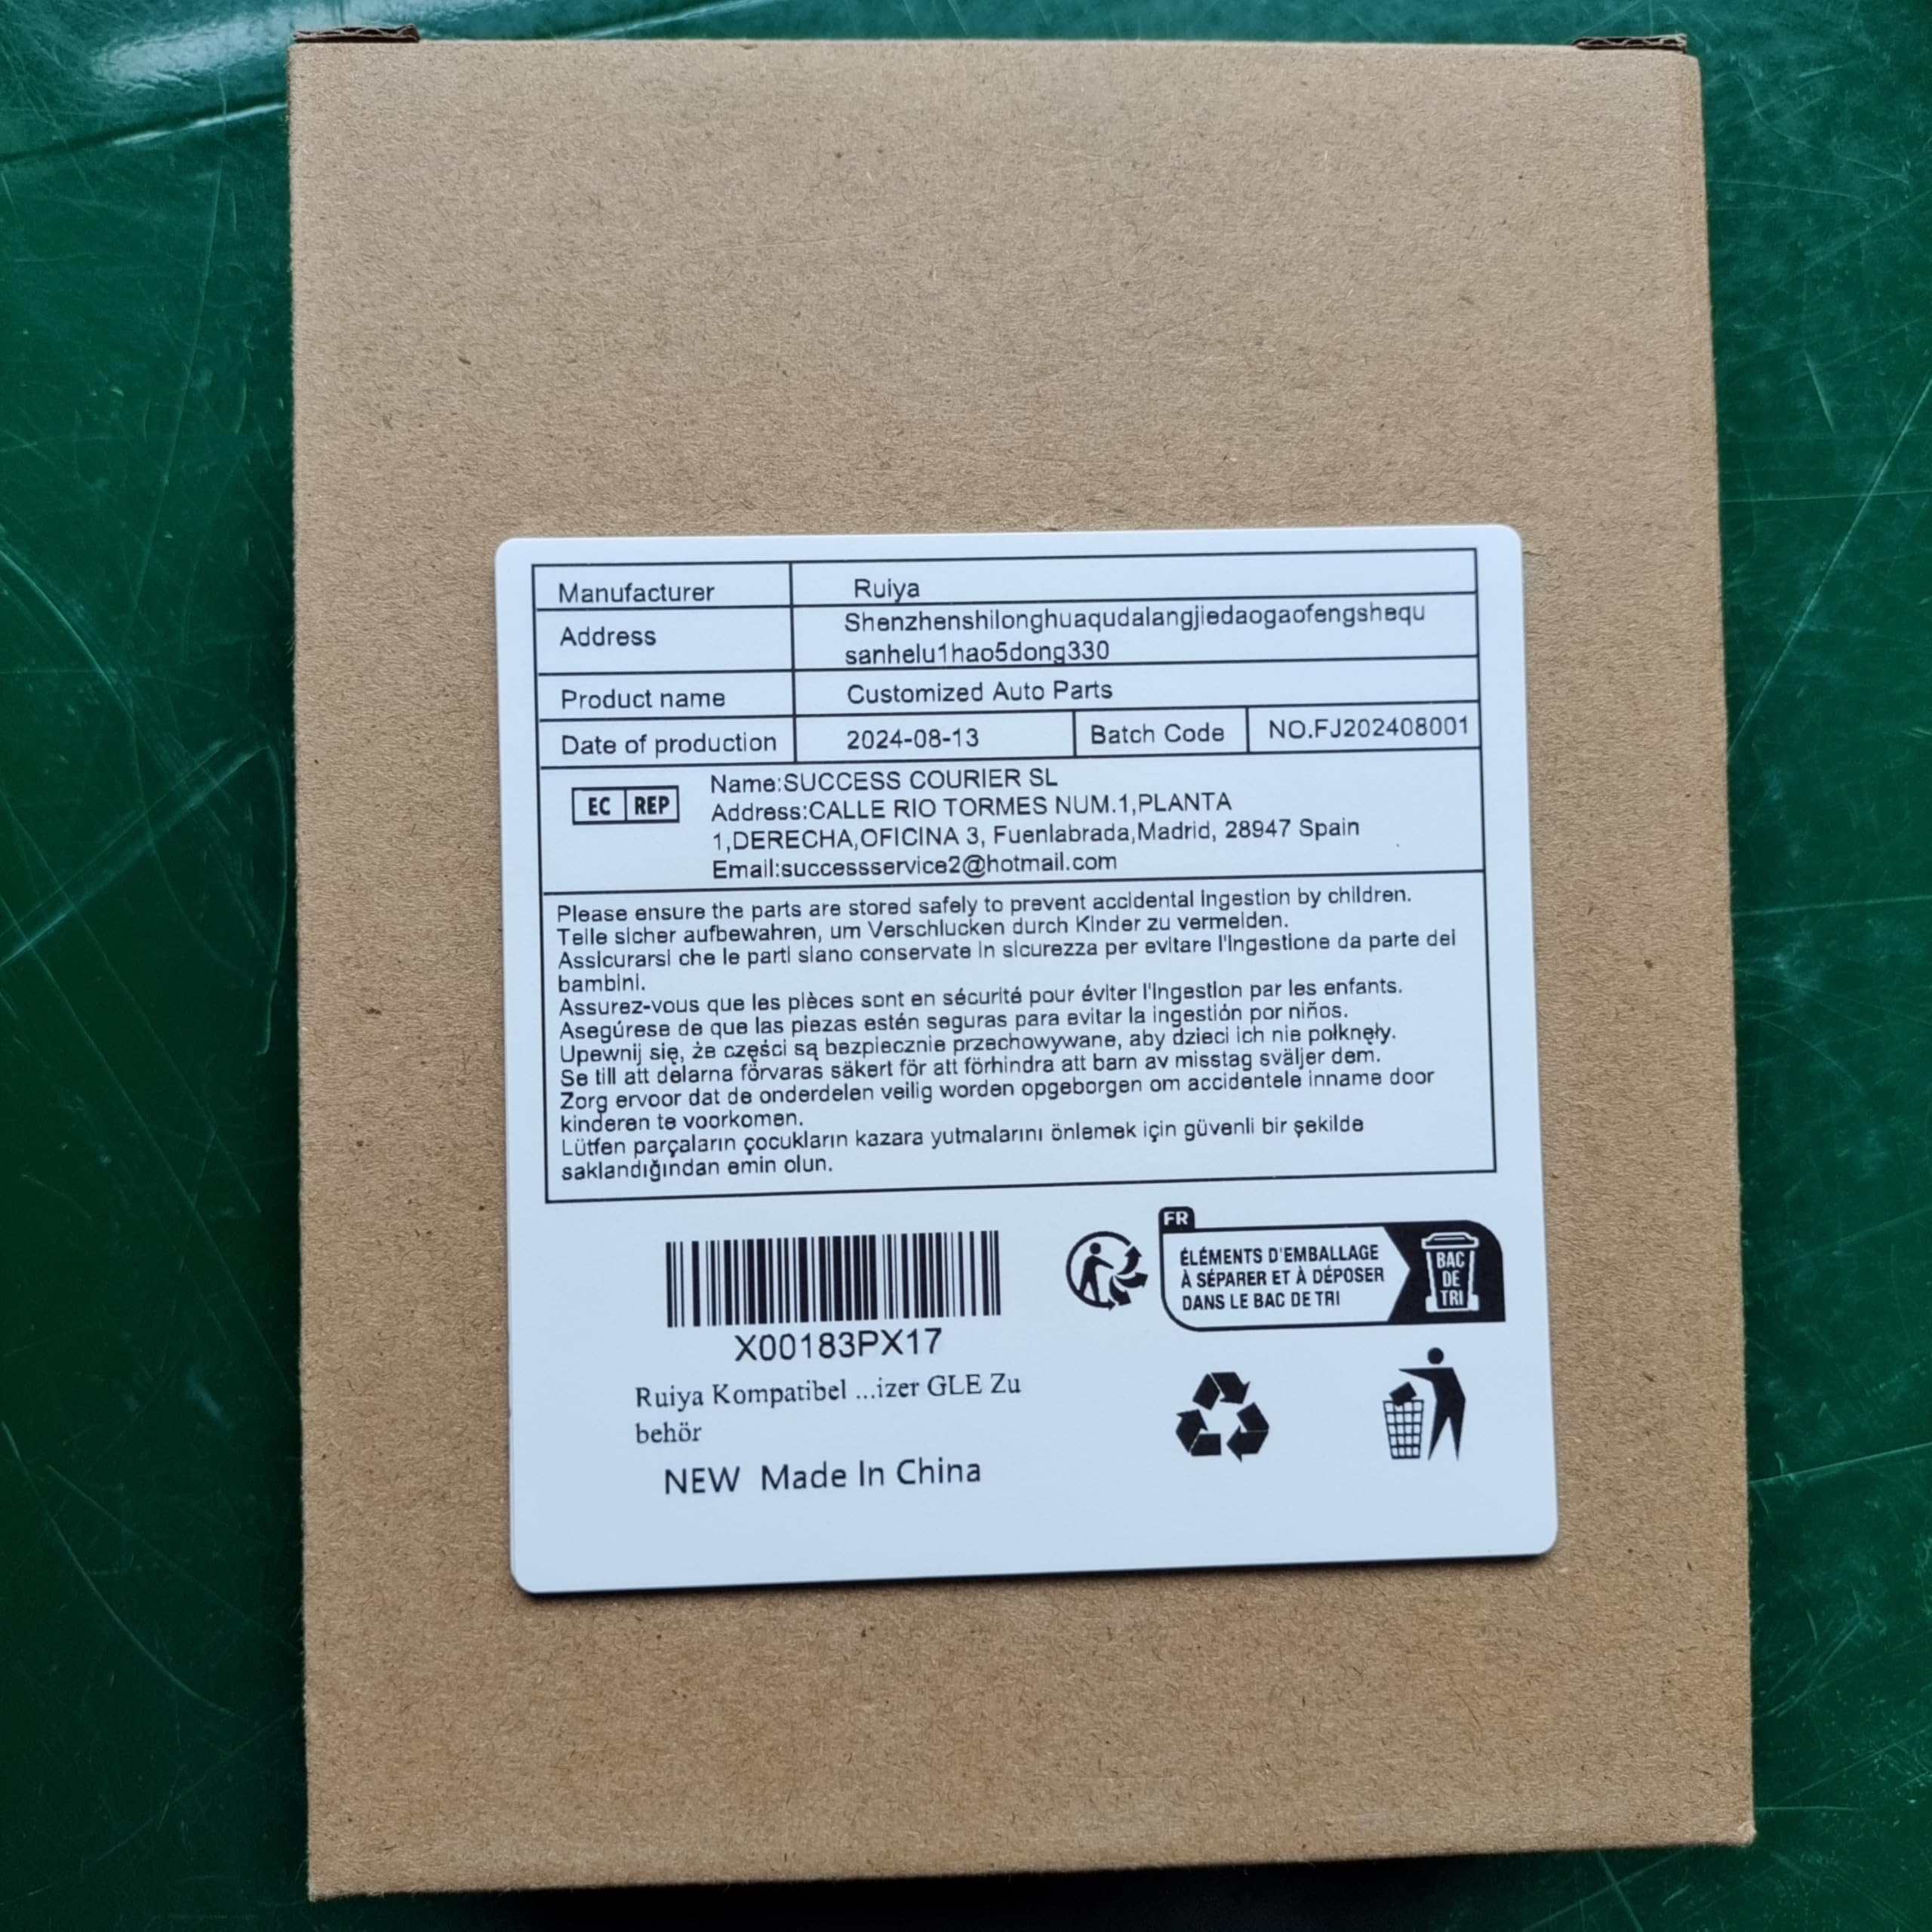 Manufacturer Ruiya
Address Shenzhenshilonghuaqudalangjiedaogaofengshequ
sanhelu1hao5dong330
Product name Customized Auto Parts
Date of production 2024-08-13 Batch Code NO.FJ202408001
EC REP
Name:SUCCESS COURIER SL
Address:CALLE RIO TORMES NUM.1,PLANTA
1,DERECHA,OFICINA 3, Fuenlabrada,Madrid, 28947 Spain
Email:successservice2@hotmail.com
Please ensure the parts are stored safely to prevent accidental ingestion by children.
Teile sicher aufbewahren, um Verschlucken durch Kinder zu vermeiden.
Assicurarsi che le parti siano conservate in sicurezza per evitare l'ingestione da parte dei
bambini.
Assurez-vous que les pièces sont en sécurité pour éviter l'ingestion par les enfants.
Asegúrese de que las piezas estén seguras para evitar la ingestión por niños.
Upewnij się, że części są bezpiecznie przechowywane, aby dzieci ich nie połknęły.
Se till att delarna förvaras säkert för att förhindra att barn av misstag sväljer dem.
Zorg ervoor dat de onderdelen veilig worden opgeborgen om accidentele inname door
kinderen te voorkomen.
Lütfen parçaların çocukların kazara yutmalarını önlemek için güvenli bir şekilde
saklandığından emin olun.
FR
ÉLÉMENTS D'EMBALLAGE
À SÉPARER ET À DÉPOSER
DANS LE BAC DE TRI
BAC
DE
TRI
X00183PX17
Ruiya Kompatibel ...izer GLE Zu
behör
NEW Made In China